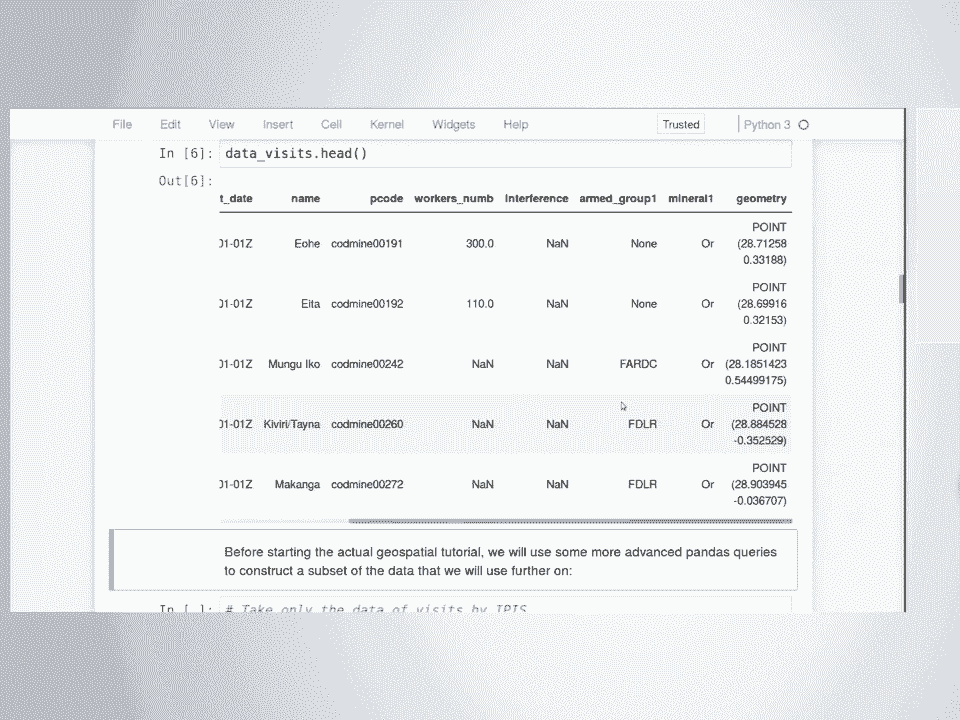 File Edit View Insert Cell Kernel Widgets Help Trusted Python 3
In [6]: data_visits.head()
Out[6]:
t_date name pcode workers_numb interference armed_group1 mineral1 geometry
01-01Z Eohe codmine00191 300.0 NaN None Or POINT (28.71258 0.33188)
01-01Z Eita codmine00192 110.0 NaN None Or POINT (28.69916 0.32153)
01-01Z Mungu Iko codmine00242 NaN NaN FARDC Or POINT (28.1851423 0.54499175)
01-01Z Kiviri/Tayna codmine00260 NaN NaN FDLR Or POINT (28.884528 -0.352529)
01-01Z Makanga codmine00272 NaN NaN FDLR Or POINT (28.903945 -0.036707)
Before starting the actual geospatial tutorial, we will use some more advanced pandas queries
to construct a subset of the data that we will use further on:
In [ ]: # Take only the data of visits by IPIS